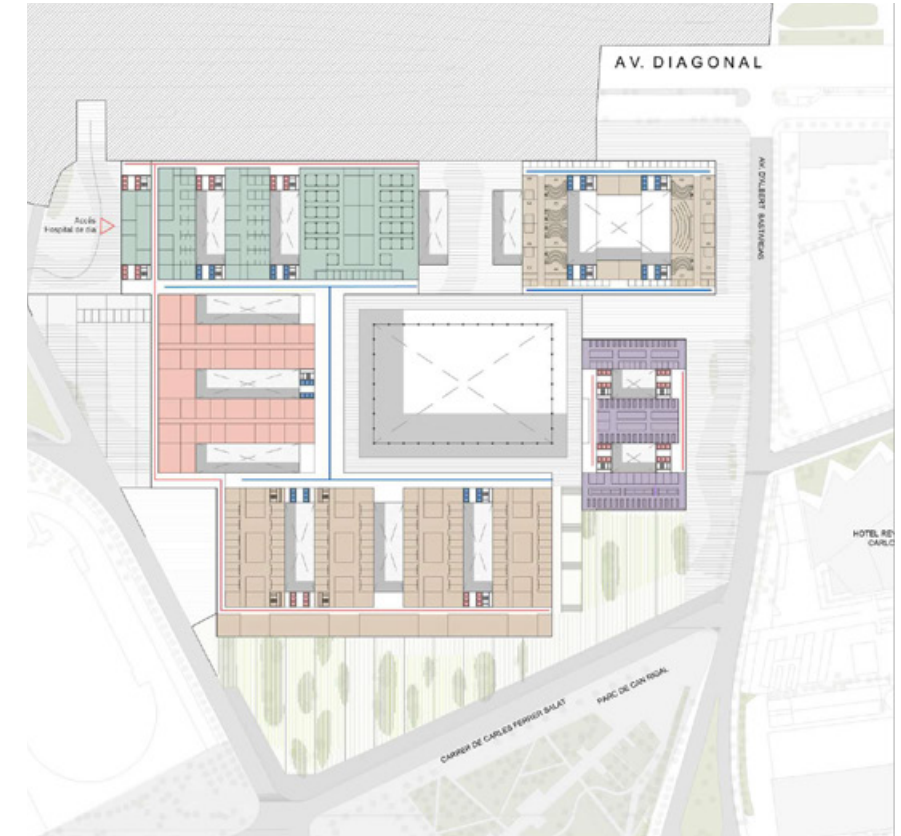 AV. DIAGONAL
AV. D'ALBERT BASTARDAS
Accés
Hospital de dia
HOTEL REY
CARLO
PARC DE CAN RIGAL
CARRER DE CARLES FERRER SALAT